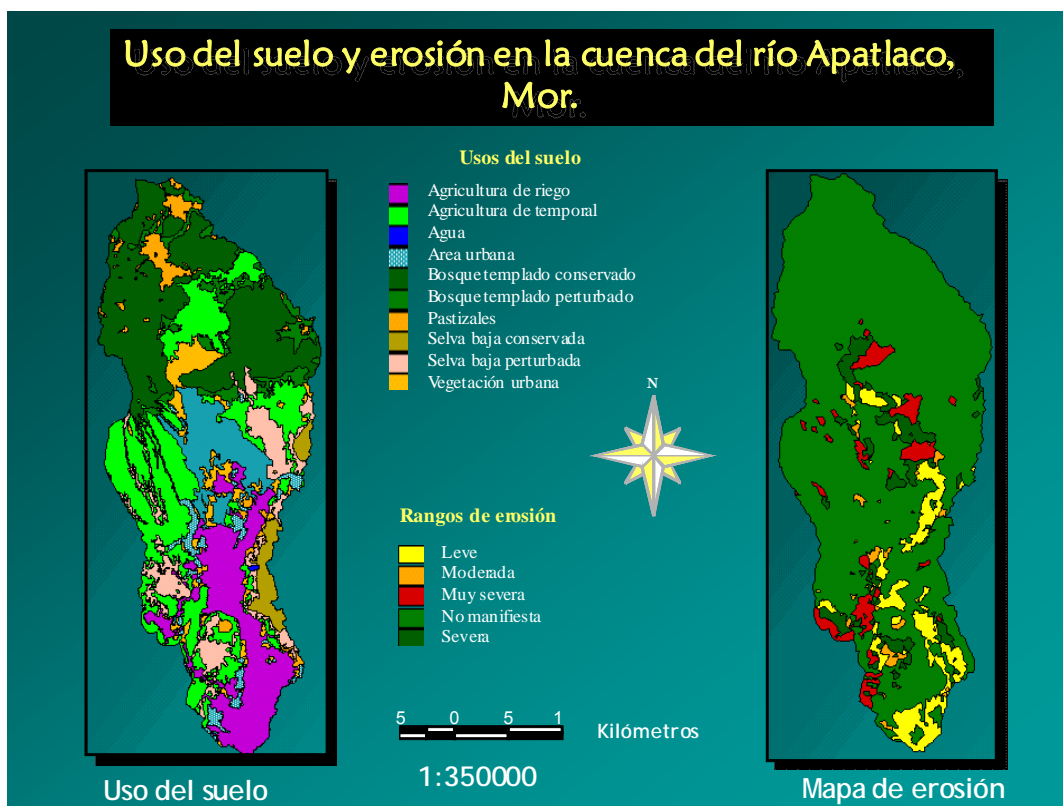 Uso del suelo y erosión en la cuenca del río Apatlaco,
Mor.
Usos del suelo
Agricultura de riego
Agricultura de temporal
Agua
Area urbana
Bosque templado conservado
Bosque templado perturbado
Pastizales
Selva baja conservada
Selva baja perturbada
Vegetación urbana
N
Rangos de erosión
Leve
Moderada
Muy severa
No manifiesta
Severa
5 0 5 1
Kilómetros
1:350000
Uso del suelo
Mapa de erosión